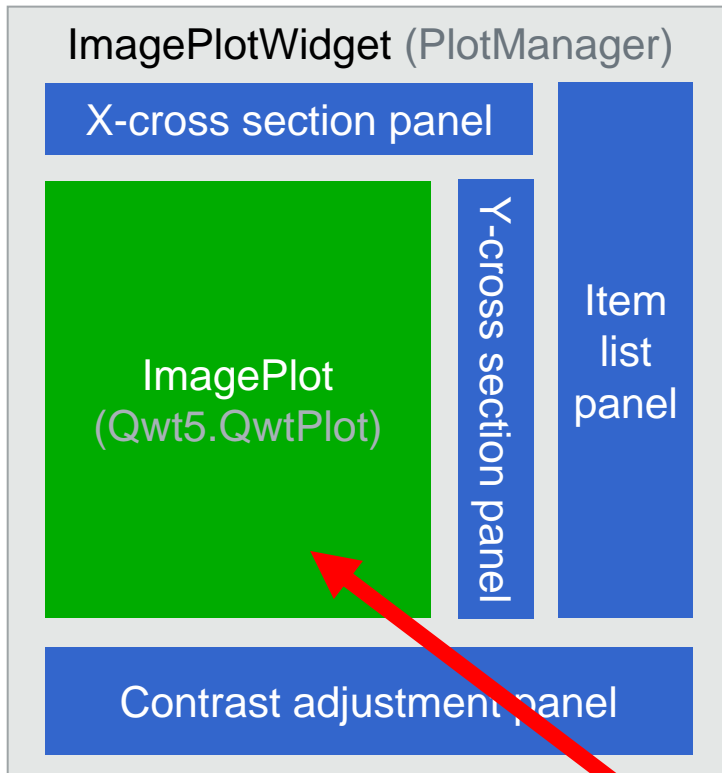 ImagePlotWidget (PlotManager)
X-cross section panel
ImagePlot
(Qwt5.QwtPlot)
Y-cross section panel
Item
list
panel
Contrast adjustment panel